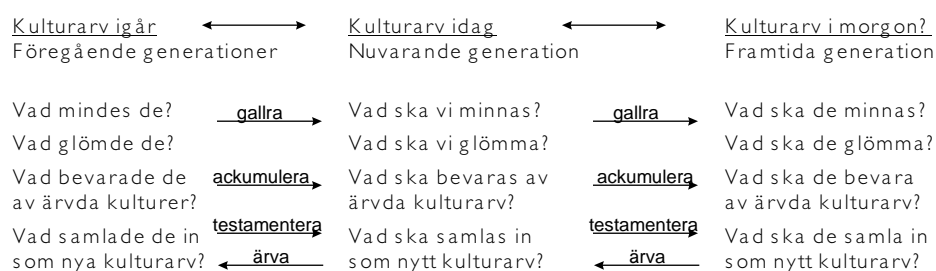 Kulturarv igår Kulturarv idag Kulturarv i morgon?
Föregående generationer Nuvarande generation Framtida generation
Vad mindes de? gallra Vad ska vi minnas? gallra Vad ska de minnas?
Vad glömde de? Vad ska vi glömma? Vad ska de glömma?
Vad bevarade de ackumulera Vad ska bevaras av ackumulera Vad ska de bevara
av ärvda kulturer? ärvda kulturarv? av ärvda kulturarv?
testamentera testamentera
Vad samlade de in Vad ska samlas in Vad ska de samla in
som nya kulturarv? ärva som nytt kulturarv? ärva som nytt kulturarv?